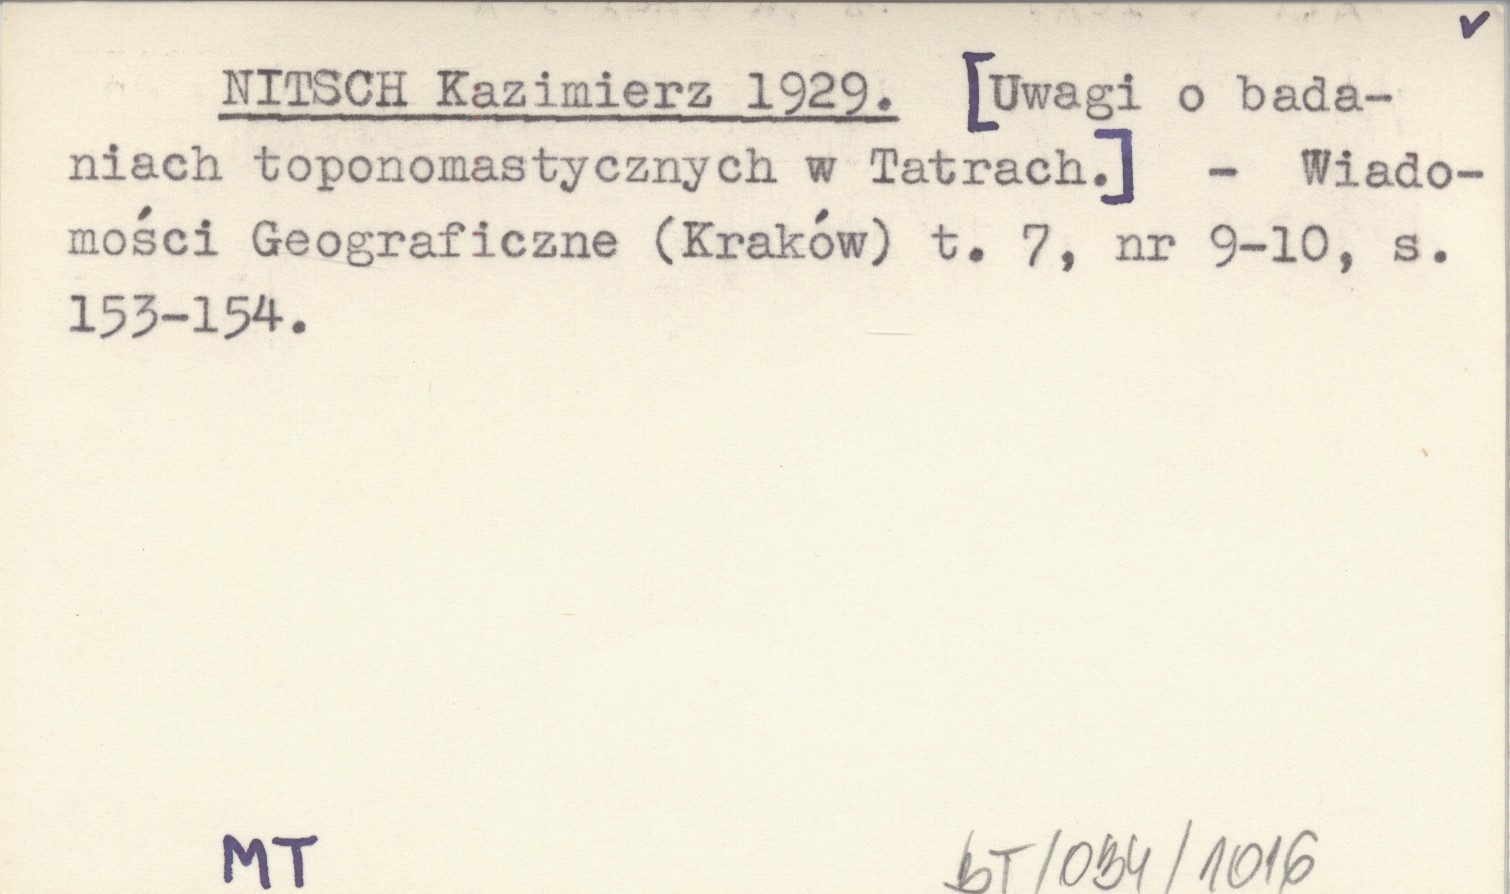 NITSCH Kazimierz 1929. [Uwagi o bada-
niach toponomastycznych w Tatrach.] - Wiado-
mości Geograficzne (Kraków) t. 7, nr 9-10, s.
153-154.
MT
bT/034/1016